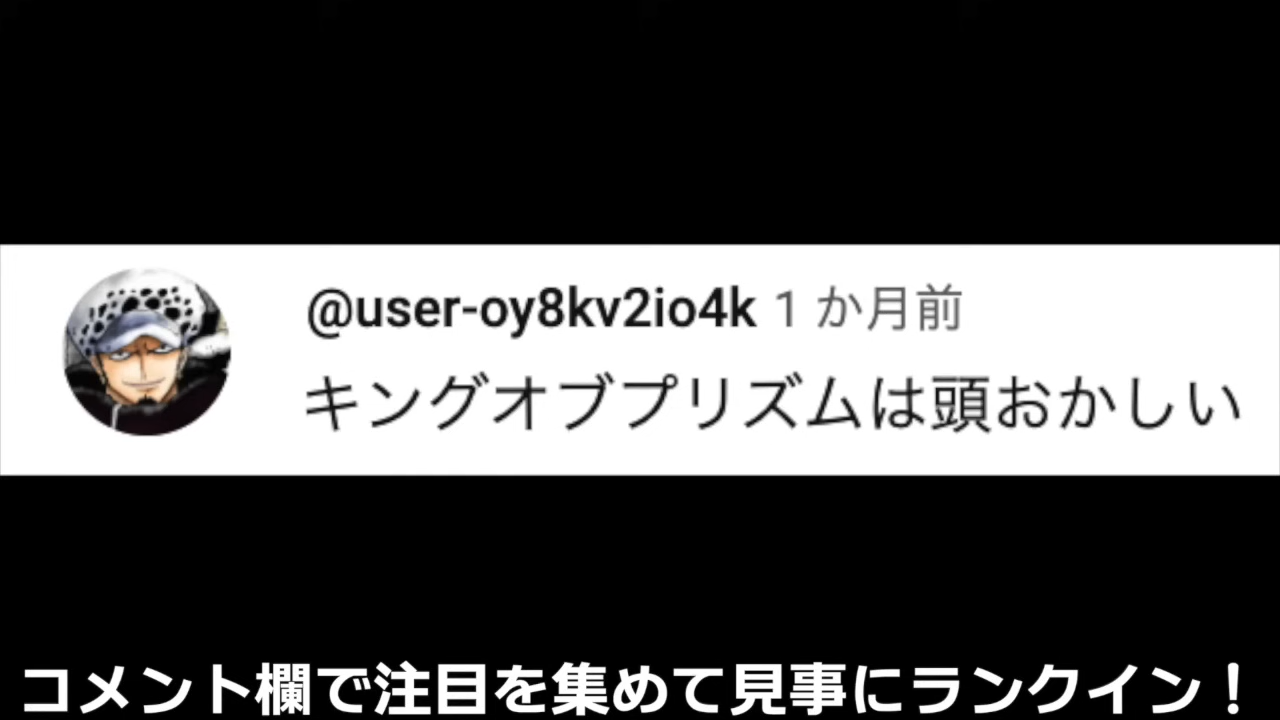 @user-oy8kv2io4k 1 か月前
キングオブプリズムは頭おかしい
コメント欄で注目を集めて見事にランクイン！